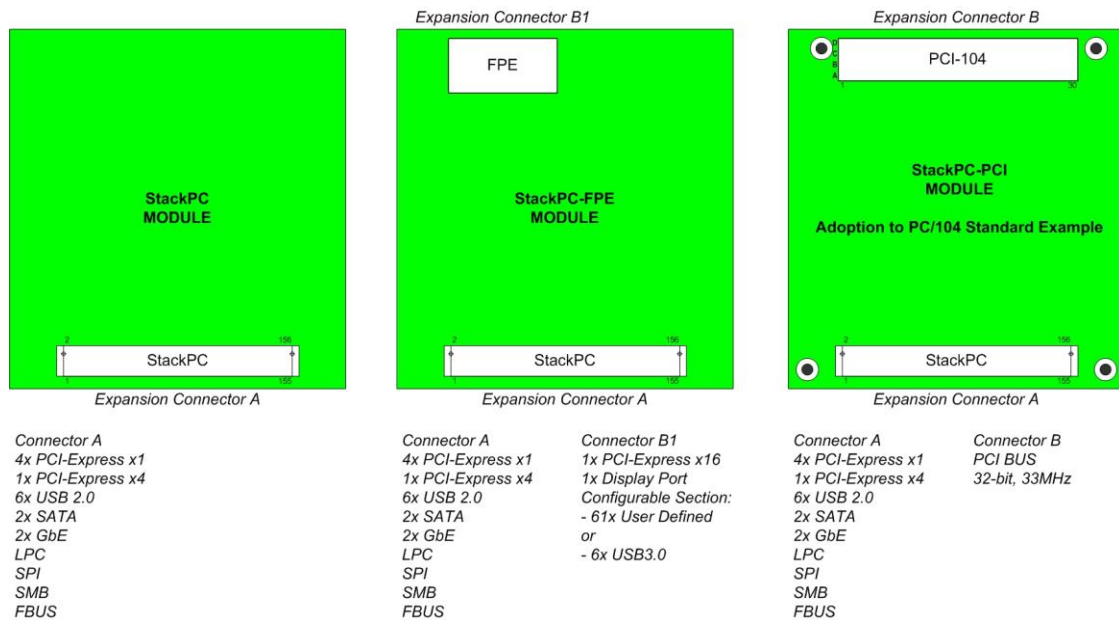 Expansion Connector B1
Expansion Connector B
FPE
D
C
B
A
PCI-104
1
30
StackPC
MODULE
StackPC-FPE
MODULE
StackPC-PCI
MODULE
Adoption to PC/104 Standard Example
2
156
StackPC
1
155
2
156
StackPC
1
155
2
156
StackPC
1
155
Expansion Connector A
Expansion Connector A
Expansion Connector A
Connector A
4x PCI-Express x1
1x PCI-Express x4
6x USB 2.0
2x SATA
2x GbE
LPC
SPI
SMB
FBUS
Connector A
4x PCI-Express x1
1x PCI-Express x4
6x USB 2.0
2x SATA
2x GbE
LPC
SPI
SMB
FBUS
Connector B1
1x PCI-Express x16
1x Display Port
Configurable Section:
- 61x User Defined
or
- 6x USB3.0
Connector A
4x PCI-Express x1
1x PCI-Express x4
6x USB 2.0
2x SATA
2x GbE
LPC
SPI
SMB
FBUS
Connector B
PCI BUS
32-bit, 33MHz